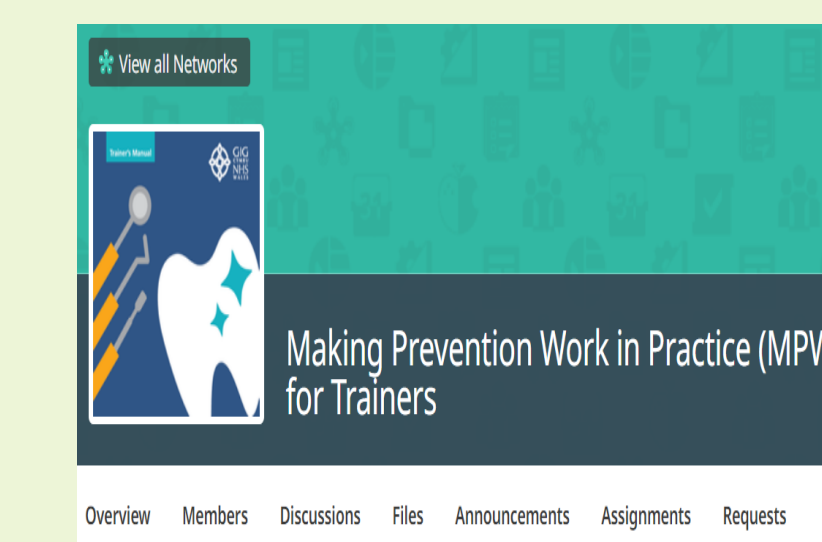 View all Networks
Trainer's Manual
GIG
CYMRU
NHS
WALES
Making Prevention Work in Practice (MPW
for Trainers
Overview Members Discussions Files Announcements Assignments Requests